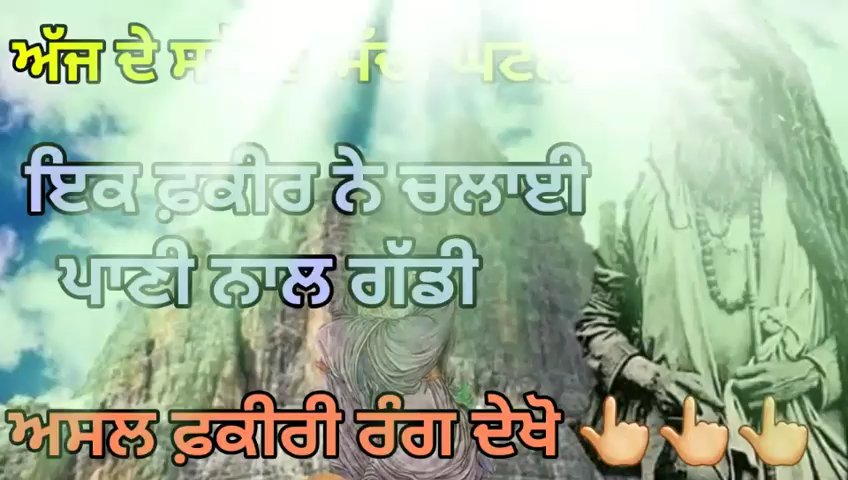 ਅੱਜ ਦੇ
ਇਕ ਫ਼ਕੀਰ ਨੇ ਚਲਾਈ
ਪਾਣੀ ਨਾਲ ਗੱਡੀ
ਅਸਲ ਫ਼ਕੀਰੀ ਰੰਗ ਦੇਖੋ 👆👆👆